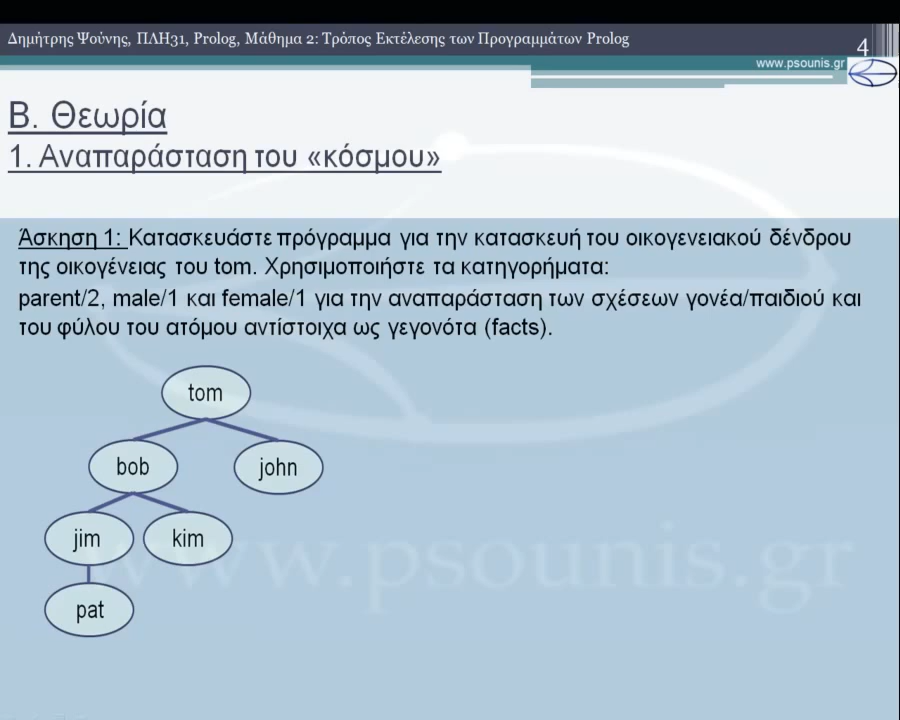 Δημήτρης Ψούνης, ΠΛΗ31, Prolog, Μάθημα 2: Τρόπος Εκτέλεσης των Προγραμμάτων Prolog
4
www.psounis.gr
Β. Θεωρία
1. Αναπαράσταση του «κόσμου»
Άσκηση 1: Κατασκευάστε πρόγραμμα για την κατασκευή του οικογενειακού δένδρου
της οικογένειας του tom. Χρησιμοποιήστε τα κατηγορήματα:
parent/2, male/1 και female/1 για την αναπαράσταση των σχέσεων γονέα/παιδιού και
του φύλου του ατόμου αντίστοιχα ως γεγονότα (facts).
tom
bob john
jim kim
www.psounis.gr
pat